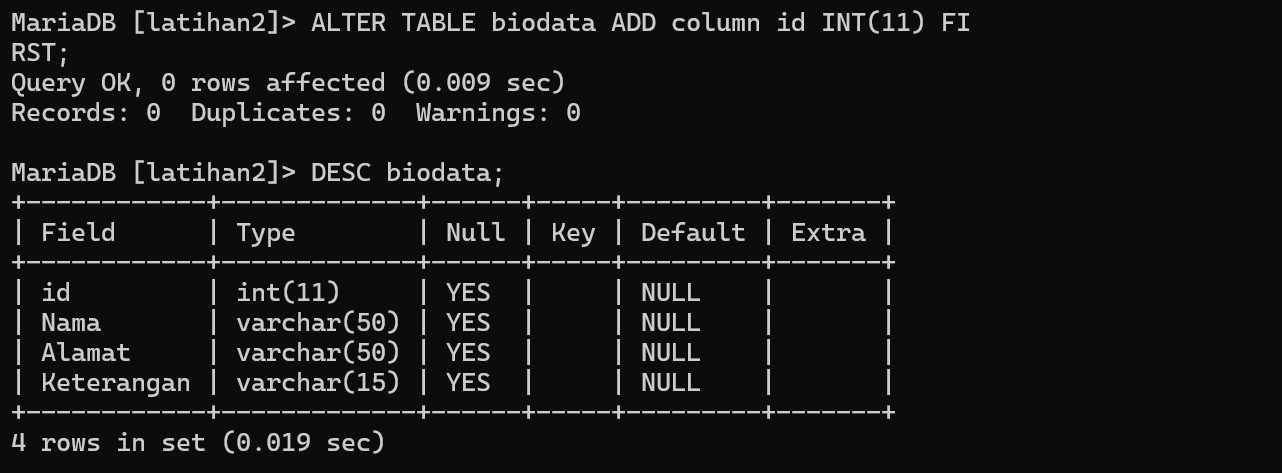 MariaDB [latihan2]> ALTER TABLE biodata ADD column id INT(11) FI
RST;
Query OK, 0 rows affected (0.009 sec)
Records: 0  Duplicates: 0  Warnings: 0

MariaDB [latihan2]> DESC biodata;
+------------+-------------+------+-----+---------+-------+
| Field      | Type        | Null | Key | Default | Extra |
+------------+-------------+------+-----+---------+-------+
| id         | int(11)     | YES  |     | NULL    |       |
| Nama       | varchar(50) | YES  |     | NULL    |       |
| Alamat     | varchar(50) | YES  |     | NULL    |       |
| Keterangan | varchar(15) | YES  |     | NULL    |       |
+------------+-------------+------+-----+---------+-------+
4 rows in set (0.019 sec)